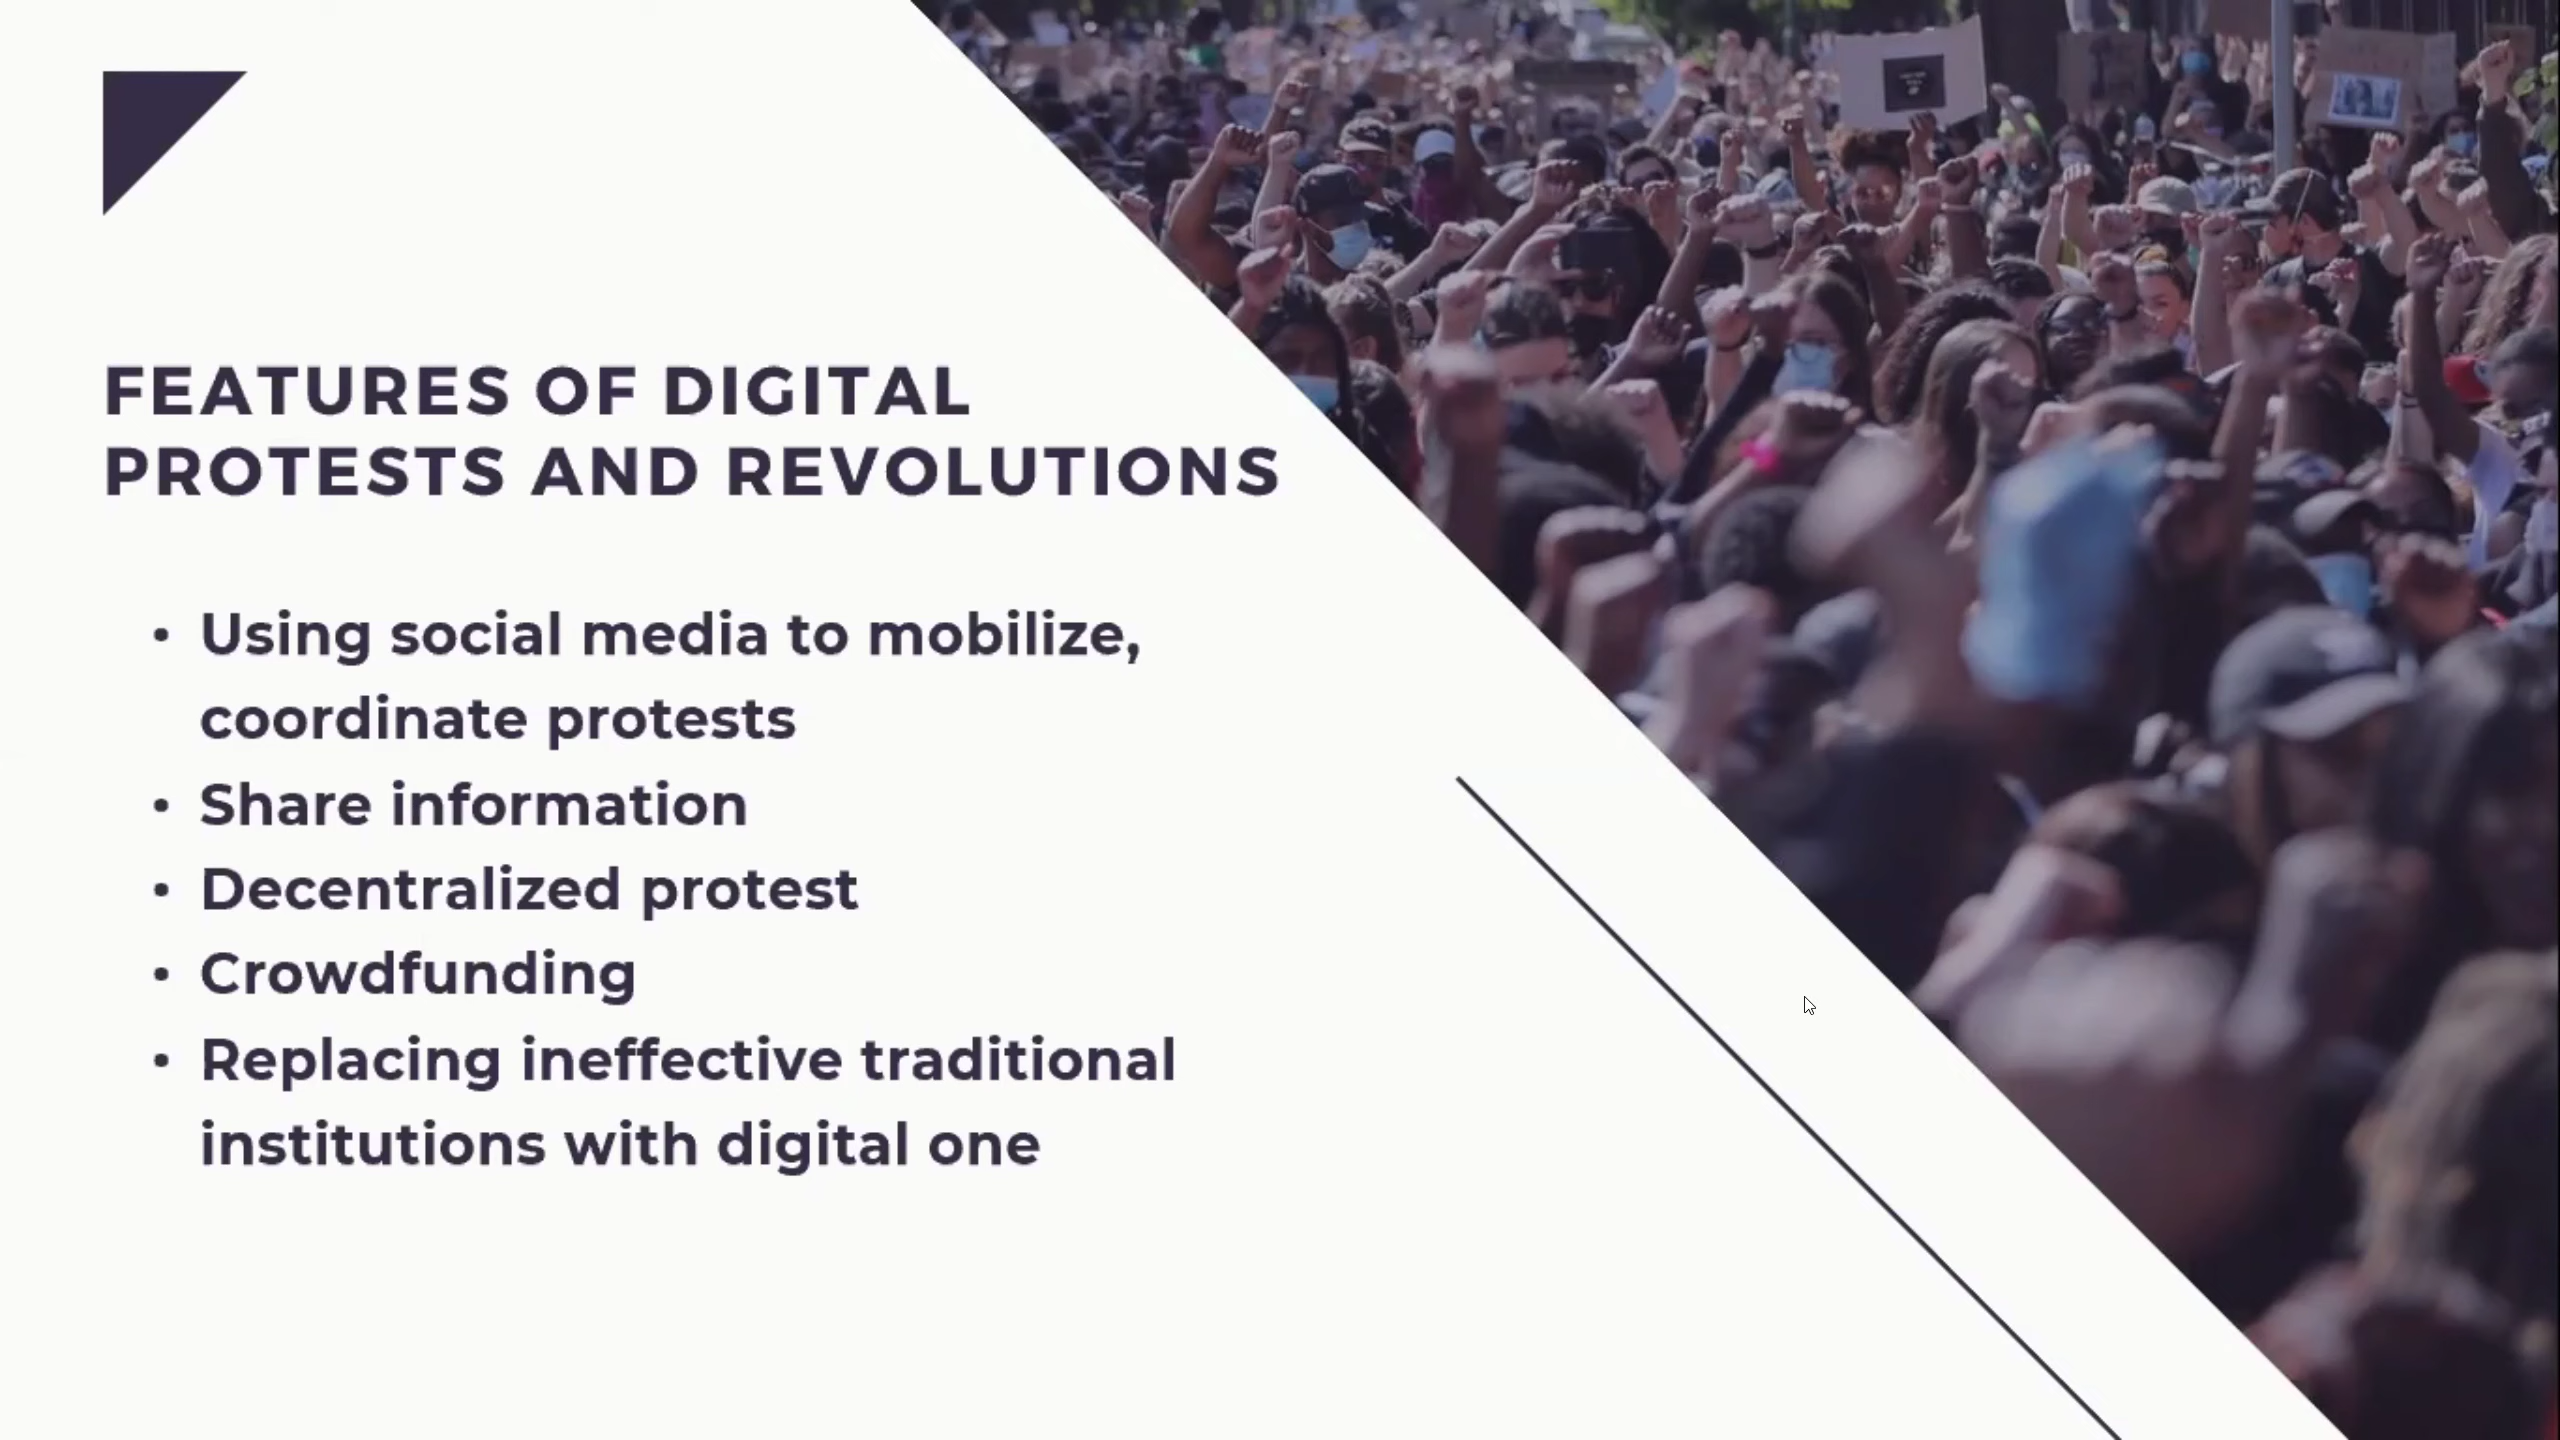 FEATURES OF DIGITAL
PROTESTS AND REVOLUTIONS
• Using social media to mobilize,
coordinate protests
• Share information
• Decentralized protest
• Crowdfunding
• Replacing ineffective traditional
institutions with digital one